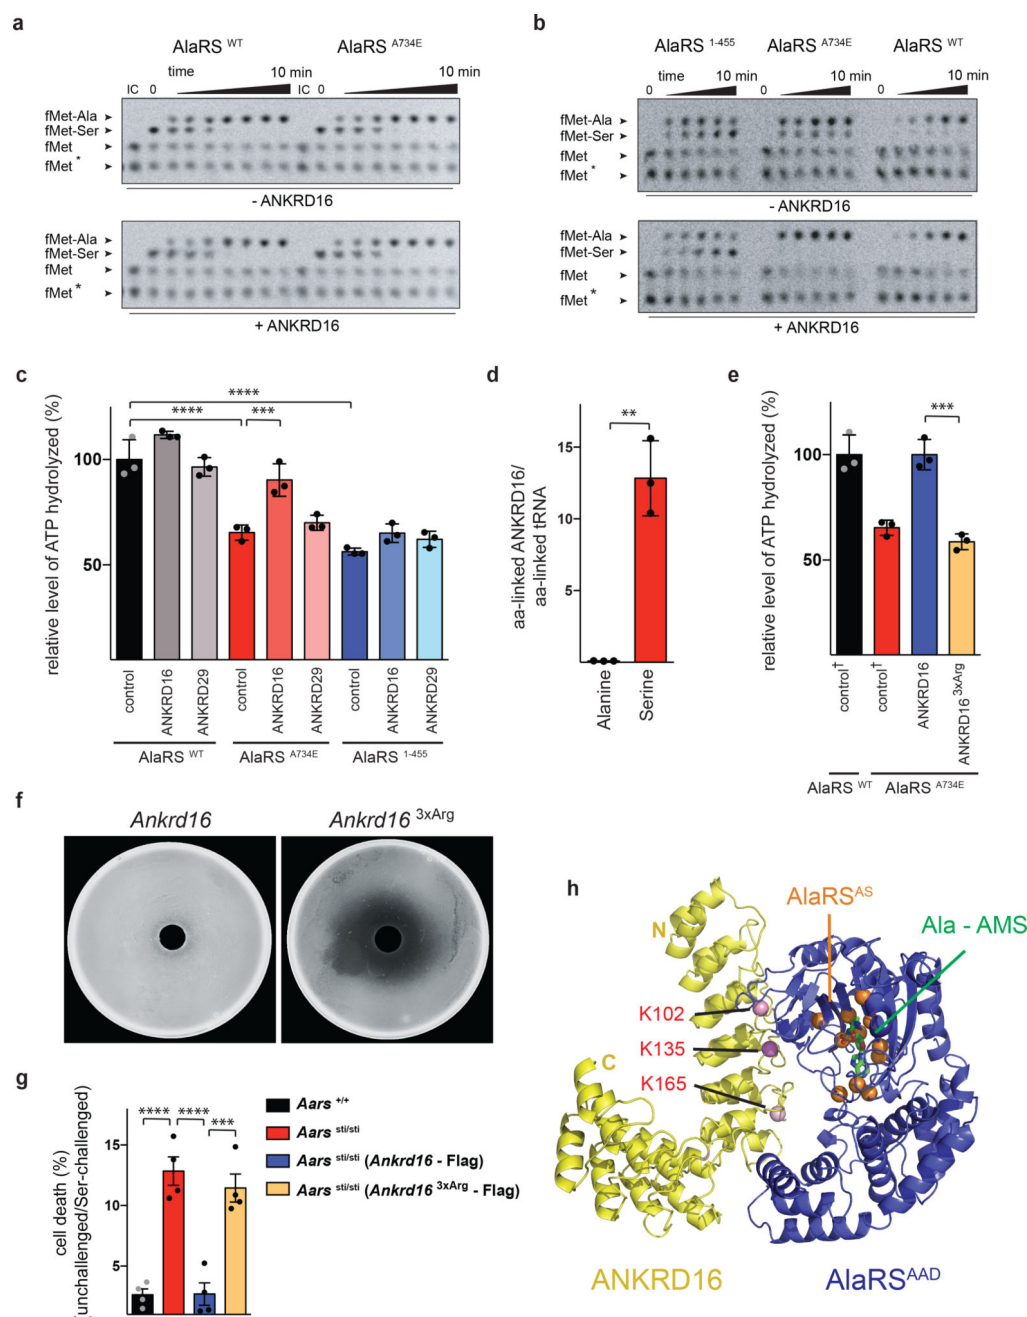 a
AlaRS WT
AlaRS A734E
time
10 min
10 min
IC 0
IC 0
fMet-Ala
fMet-Ser
fMet
fMet*
- ANKRD16
fMet-Ala
fMet-Ser
fMet
fMet*
+ ANKRD16
b
AlaRS 1-455
AlaRS A734E
AlaRS WT
time
10 min
10 min
10 min
0
0
0
fMet-Ala
fMet-Ser
fMet
fMet*
- ANKRD16
fMet-Ala
fMet-Ser
fMet
fMet*
+ ANKRD16
c
relative level of ATP hydrolyzed (%)
100
50
****
****
***
control
ANKRD16
ANKRD29
control
ANKRD16
ANKRD29
control
ANKRD16
ANKRD29
AlaRS WT
AlaRS A734E
AlaRS 1-455
d
aa-linked ANKRD16/
aa-linked tRNA
15
10
5
**
Alanine
Serine
e
relative level of ATP hydrolyzed (%)
100
50
***
control†
control†
ANKRD16
ANKRD16 3xArg
AlaRS WT
AlaRS A734E
f
Ankrd16
Ankrd16 3xArg
g
cell death (%)
(unchallenged/Ser-challenged)
15
10
5
****
****
***
Aars +/+
Aars sti/sti
Aars sti/sti (Ankrd16 - Flag)
Aars sti/sti (Ankrd16 3xArg - Flag)
h
AlaRS AS
Ala - AMS
N
K102
K135
K165
C
ANKRD16
AlaRS AAD